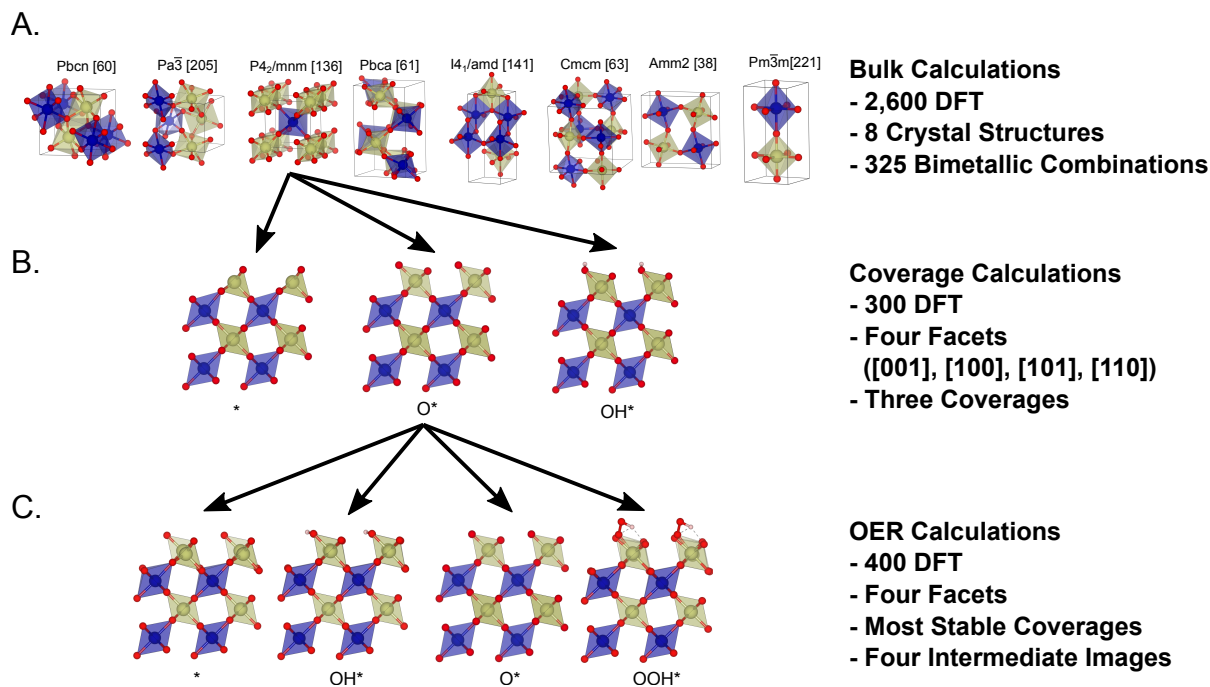 A.
Pbcn [60] Pa3̅ [205] P4₂/mnm [136] Pbca [61] I4₁/amd [141] Cmcm [63] Amm2 [38] Pm3̅m[221]
Bulk Calculations
- 2,600 DFT
- 8 Crystal Structures
- 325 Bimetallic Combinations
B.
* O* OH*
Coverage Calculations
- 300 DFT
- Four Facets
([001], [100], [101], [110])
- Three Coverages
C.
* OH* O* OOH*
OER Calculations
- 400 DFT
- Four Facets
- Most Stable Coverages
- Four Intermediate Images